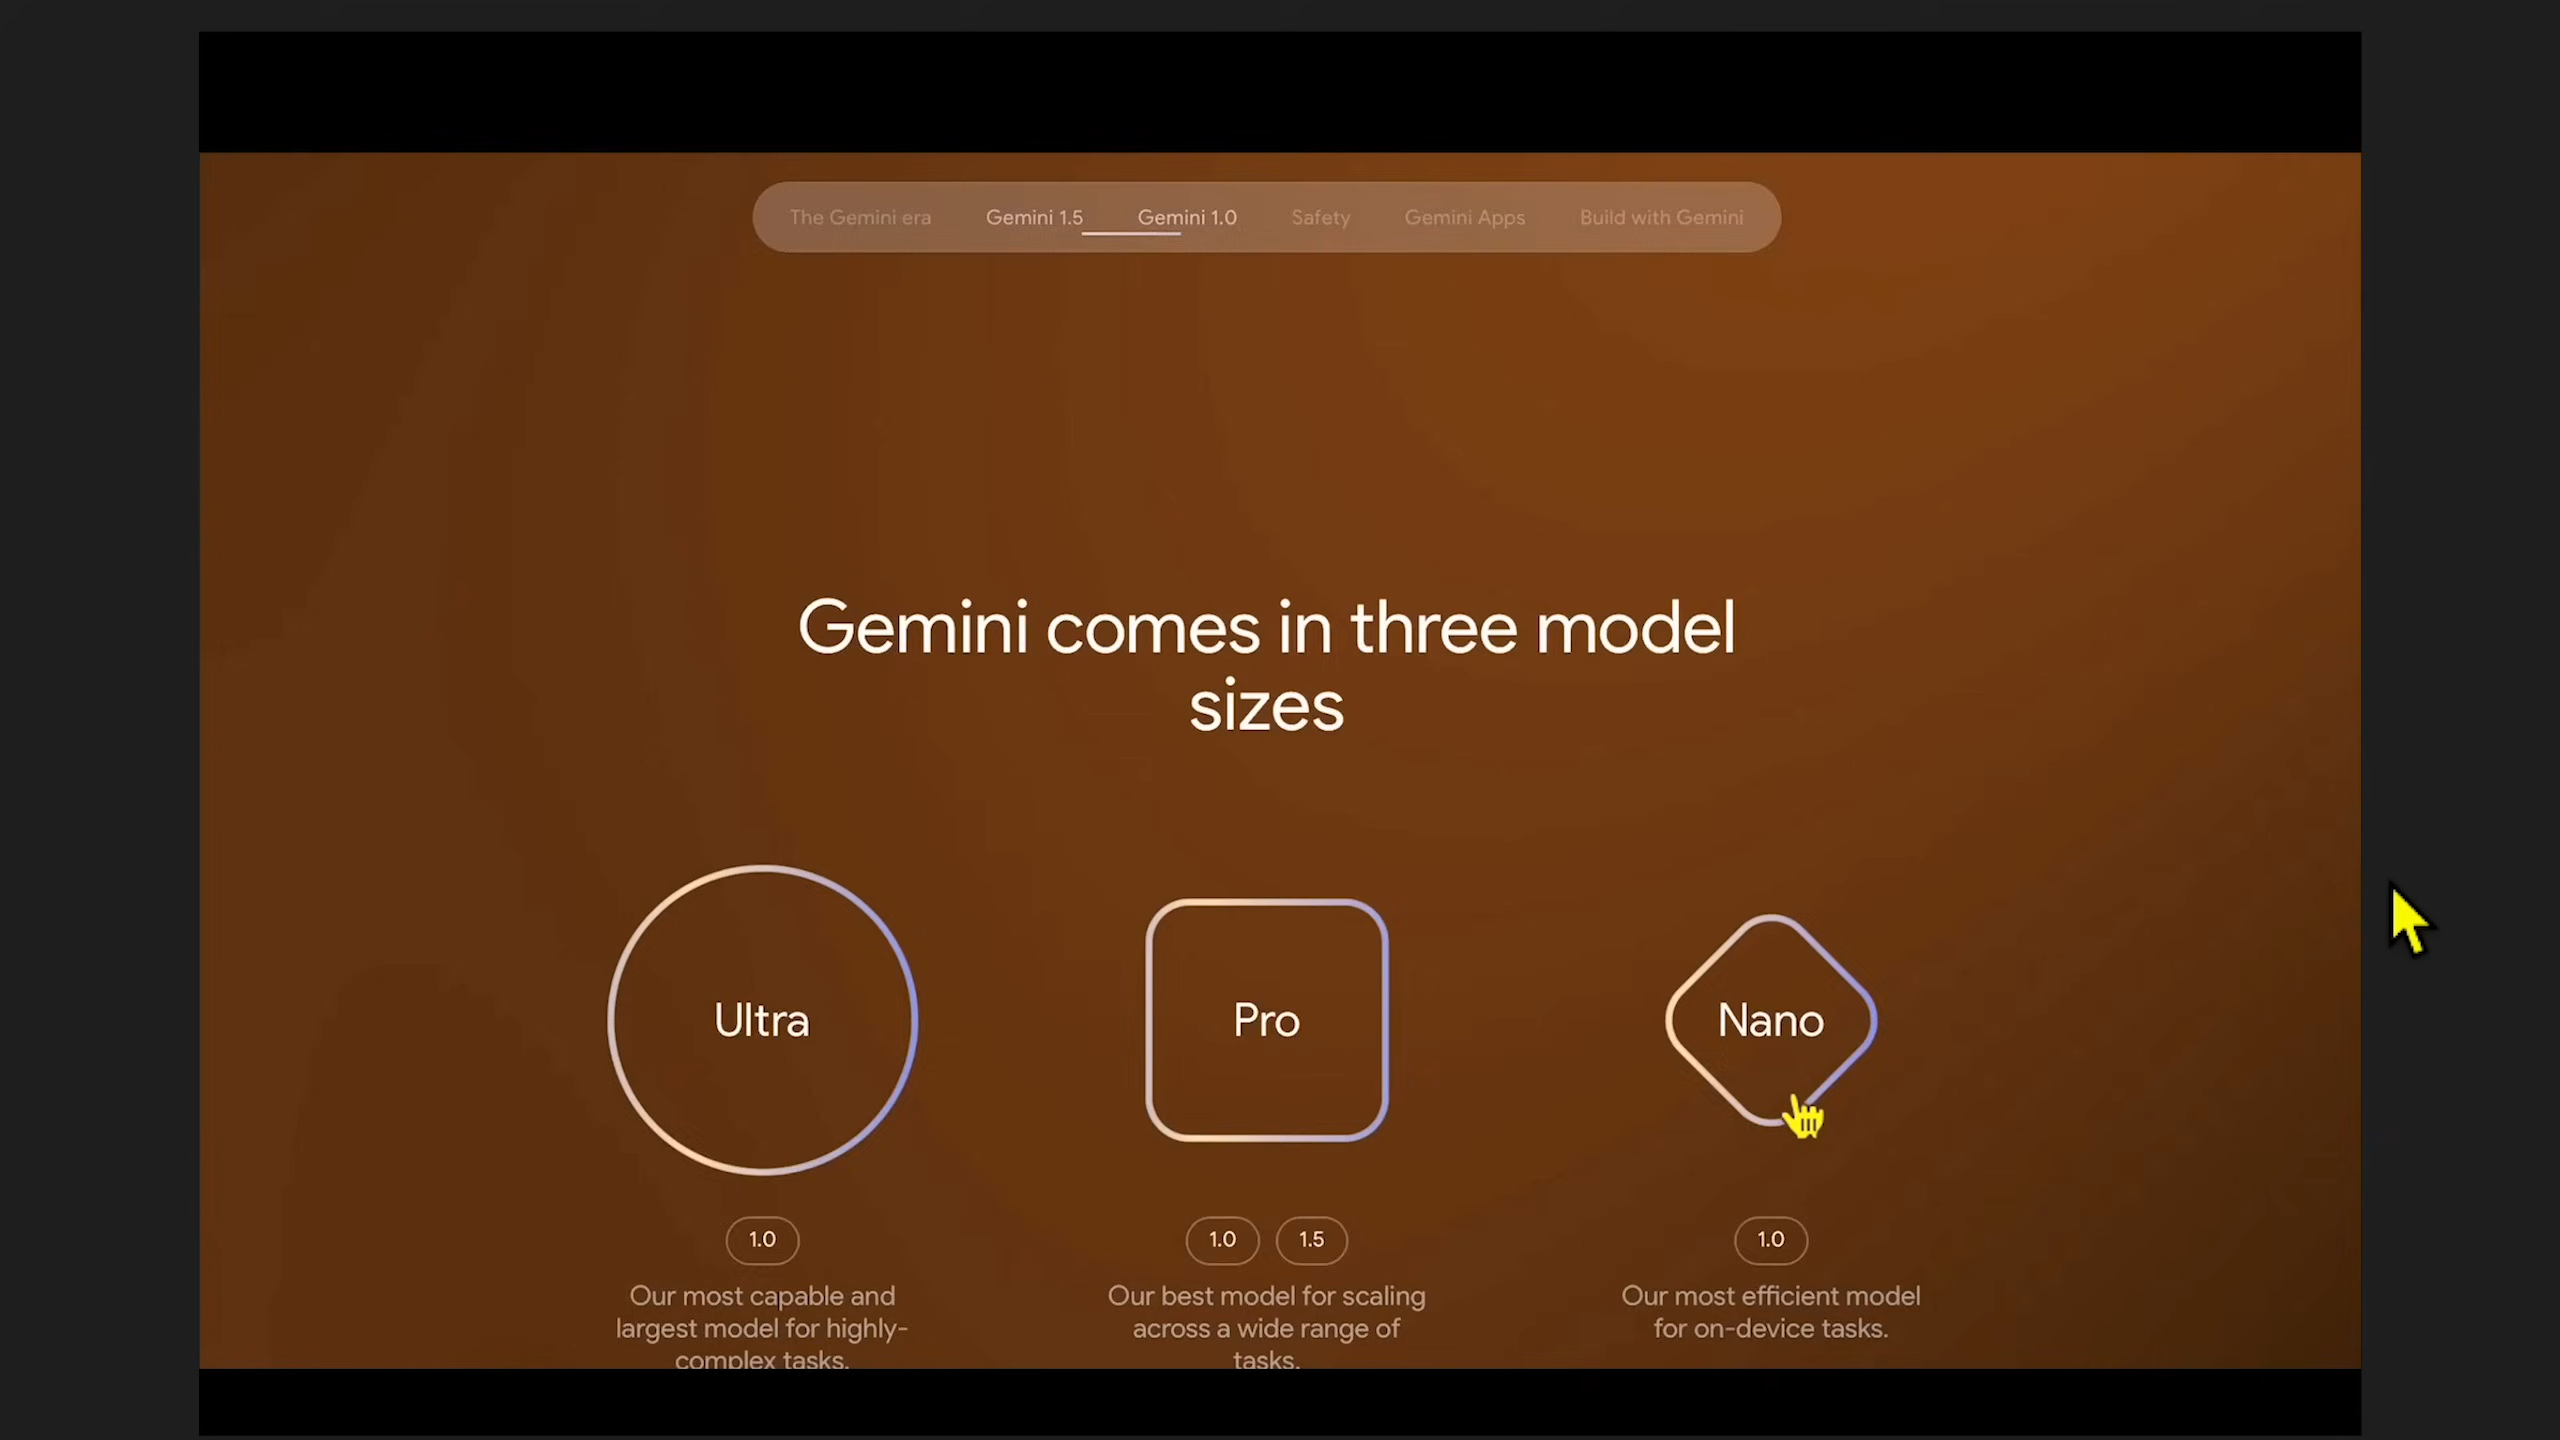 The Gemini era Gemini 1.5 Gemini 1.0 Safety Gemini Apps Build with Gemini
Gemini comes in three model
sizes
Ultra
Pro
Nano
1.0
Our most capable and
largest model for highly-
complex tasks.
1.0 1.5
Our best model for scaling
across a wide range of
tasks.
1.0
Our most efficient model
for on-device tasks.